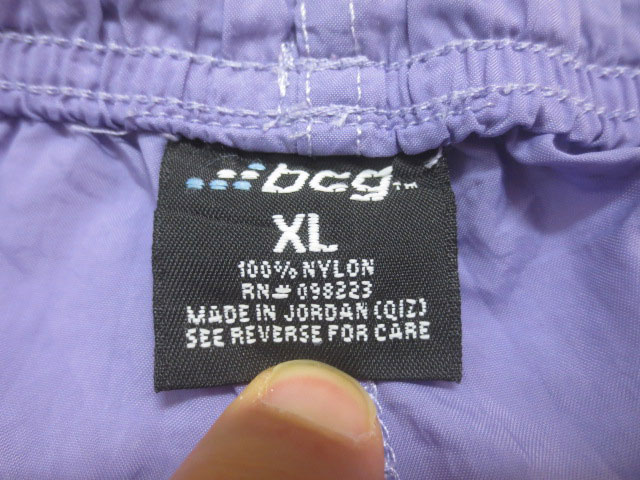 bcg™
XL
100% NYLON
RN# 098223
MADE IN JORDAN (QIZ)
SEE REVERSE FOR CARE